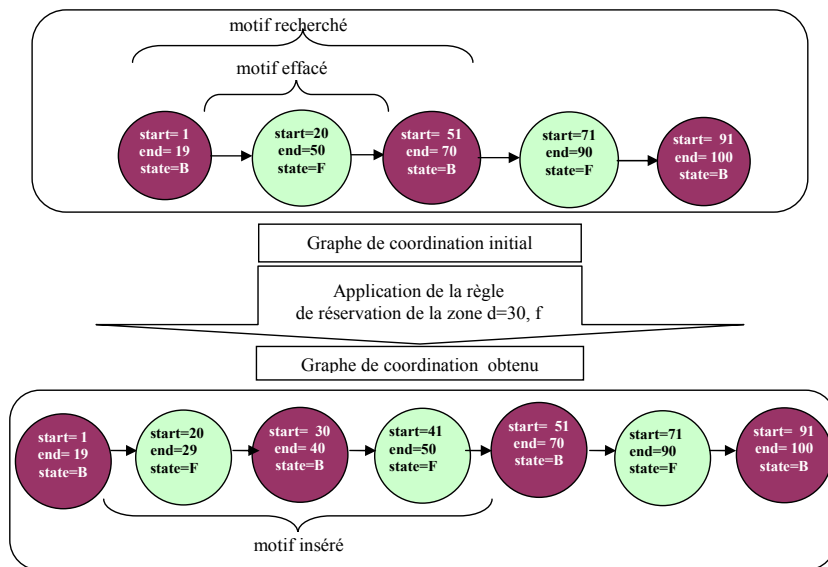 motif recherché
motif effacé
start= 1
end= 19
state=B
start=20
end=50
state=F
start= 51
end= 70
state=B
start=71
end=90
state=F
start= 91
end= 100
state=B
Graphe de coordination initial
Application de la règle
de réservation de la zone d=30, f
Graphe de coordination obtenu
start= 1
end= 19
state=B
start=20
end=29
state=F
start= 30
end= 40
state=B
start=41
end=50
state=F
start= 51
end= 70
state=B
start=71
end=90
state=F
start= 91
end= 100
state=B
motif inséré